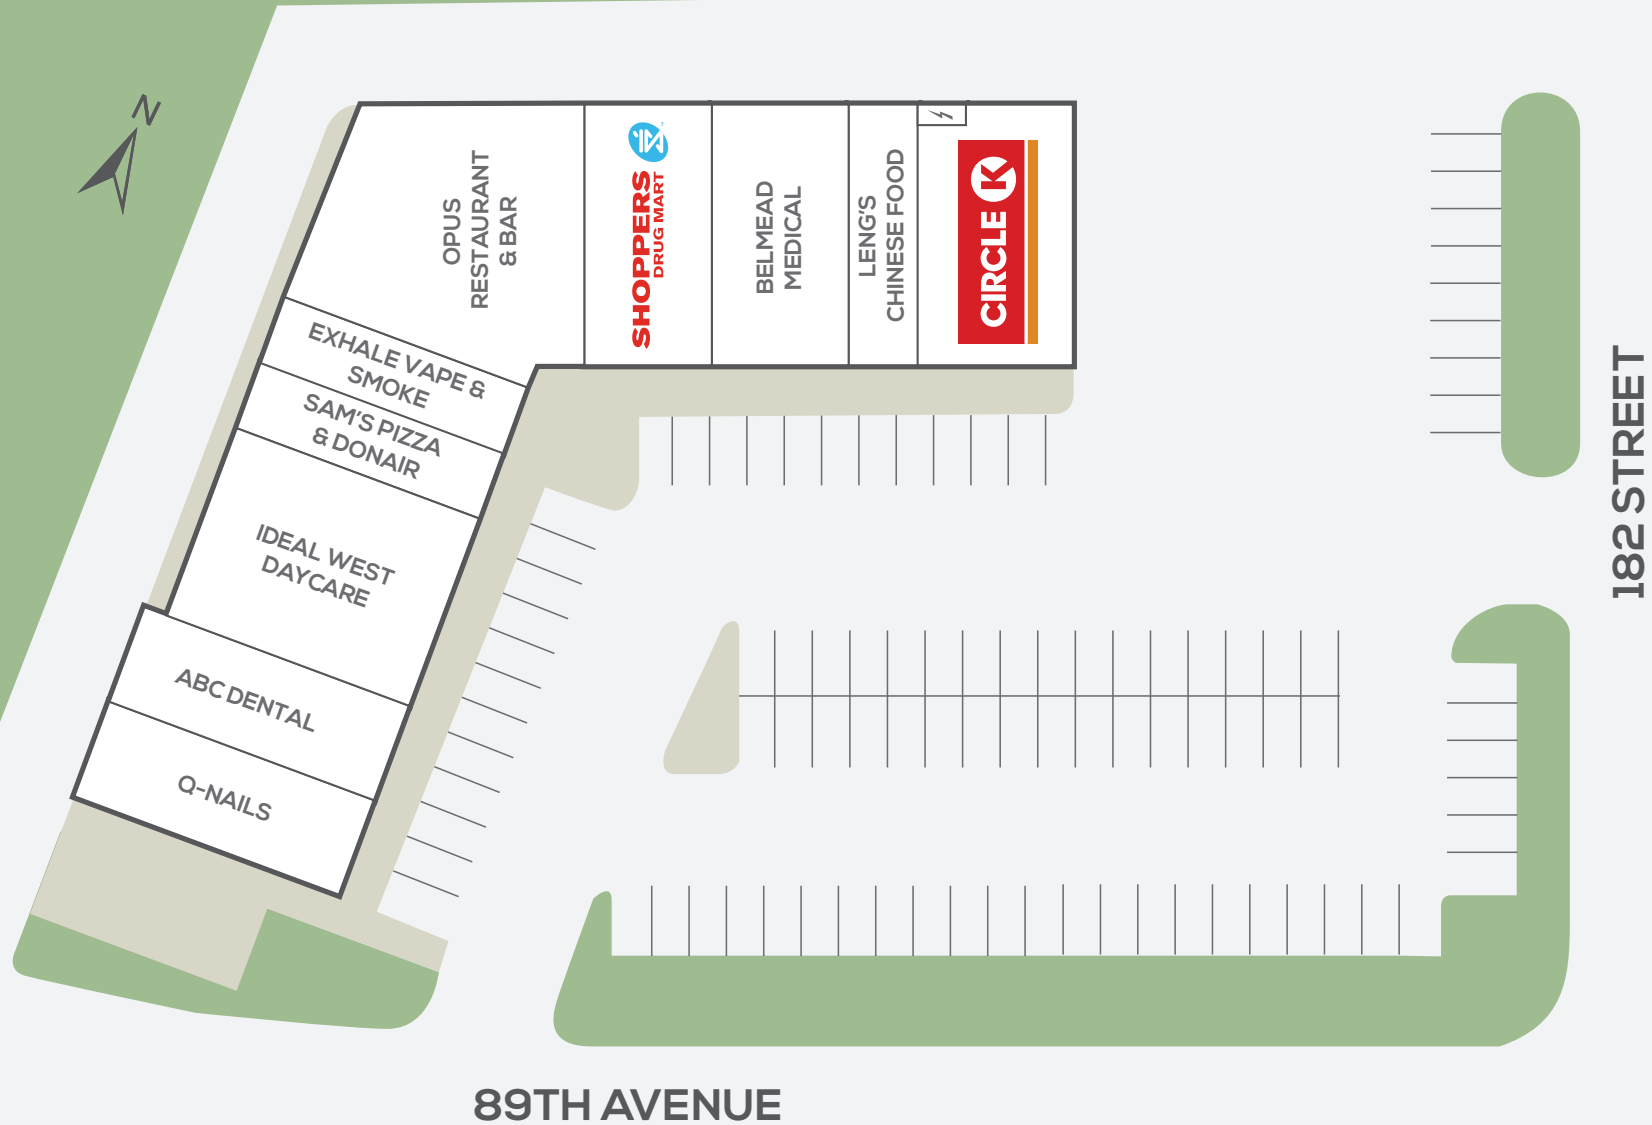 N
OPUS
RESTAURANT
& BAR
SHOPPERS
DRUG MART
BELMEAD
MEDICAL
LENG'S
CHINESE FOOD
CIRCLE K
EXHALE VAPE &
SMOKE
SAM'S PIZZA
& DONAIR
IDEAL WEST
DAYCARE
ABC DENTAL
Q-NAILS
182 STREET
89TH AVENUE